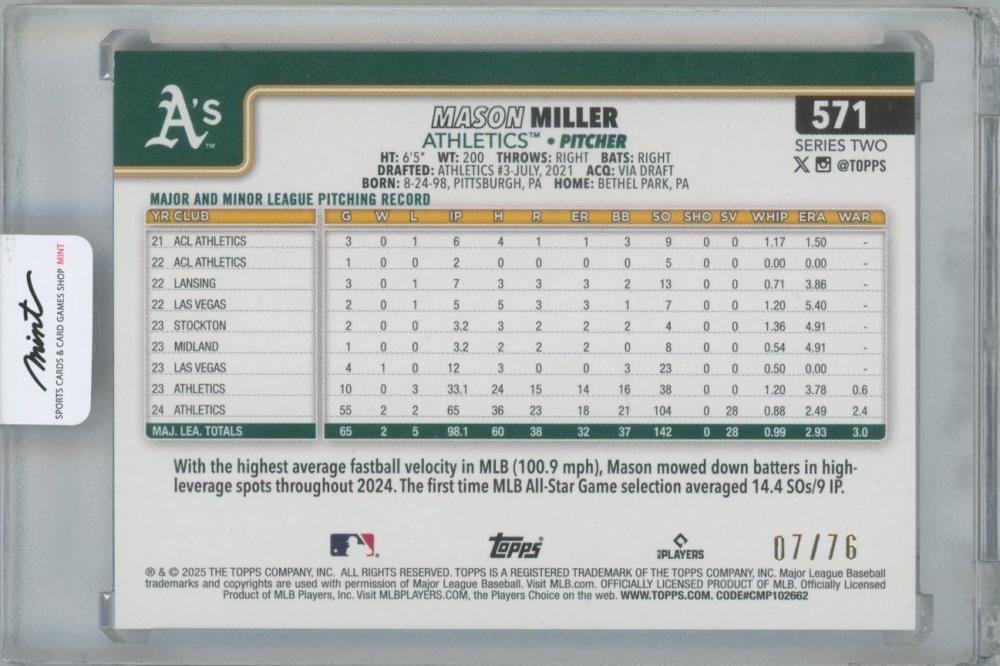 A's™
MASON MILLER
571
ATHLETICS™ • PITCHER
SERIES TWO
HT: 6'5" WT: 200 THROWS: RIGHT BATS: RIGHT
@TOPPS
DRAFTED: ATHLETICS #3-JULY, 2021 ACQ: VIA DRAFT
BORN: 8-24-98, PITTSBURGH, PA HOME: BETHEL PARK, PA
MAJOR AND MINOR LEAGUE PITCHING RECORD
YR CLUB G W L IP H R ER BB SO SHO SV WHIP ERA WAR
21 ACL ATHLETICS 3 0 1 6 4 1 1 3 9 0 0 1.17 1.50 -
22 ACL ATHLETICS 1 0 0 2 0 0 0 0 5 0 0 0.00 0.00 -
22 LANSING 3 0 1 7 3 3 3 2 13 0 0 0.71 3.86 -
22 LAS VEGAS 2 0 1 5 5 3 3 1 7 0 0 1.20 5.40 -
23 STOCKTON 2 0 0 3.2 3 2 2 2 4 0 0 1.36 4.91 -
23 MIDLAND 1 0 0 3.2 2 2 2 0 8 0 0 0.54 4.91 -
23 LAS VEGAS 4 1 0 12 3 0 0 3 23 0 0 0.50 0.00 -
23 ATHLETICS 10 0 3 33.1 24 15 14 16 38 0 0 1.20 3.78 0.6
24 ATHLETICS 55 2 2 65 36 23 18 21 104 0 28 0.88 2.49 2.4
MAJ. LEA. TOTALS 65 2 5 98.1 60 38 32 37 142 0 28 0.99 2.93 3.0
With the highest average fastball velocity in MLB (100.9 mph), Mason mowed down batters in high-
leverage spots throughout 2024. The first time MLB All-Star Game selection averaged 14.4 SOs/9 IP.
Topps
PLAYERS
07/76
® & © 2025 THE TOPPS COMPANY, INC. ALL RIGHTS RESERVED. TOPPS IS A REGISTERED TRADEMARK OF THE TOPPS COMPANY, INC. Major League Baseball
trademarks and copyrights are used with permission of Major League Baseball. Visit MLB.com. OFFICIALLY LICENSED PRODUCT OF MLB. Officially Licensed
Product of MLB Players, Inc. Visit MLBPLAYERS.COM, the Players Choice on the web. WWW.TOPPS.COM. CODE#CMP102662
mint
SPORTS CARDS & CARD GAMES SHOP MINT